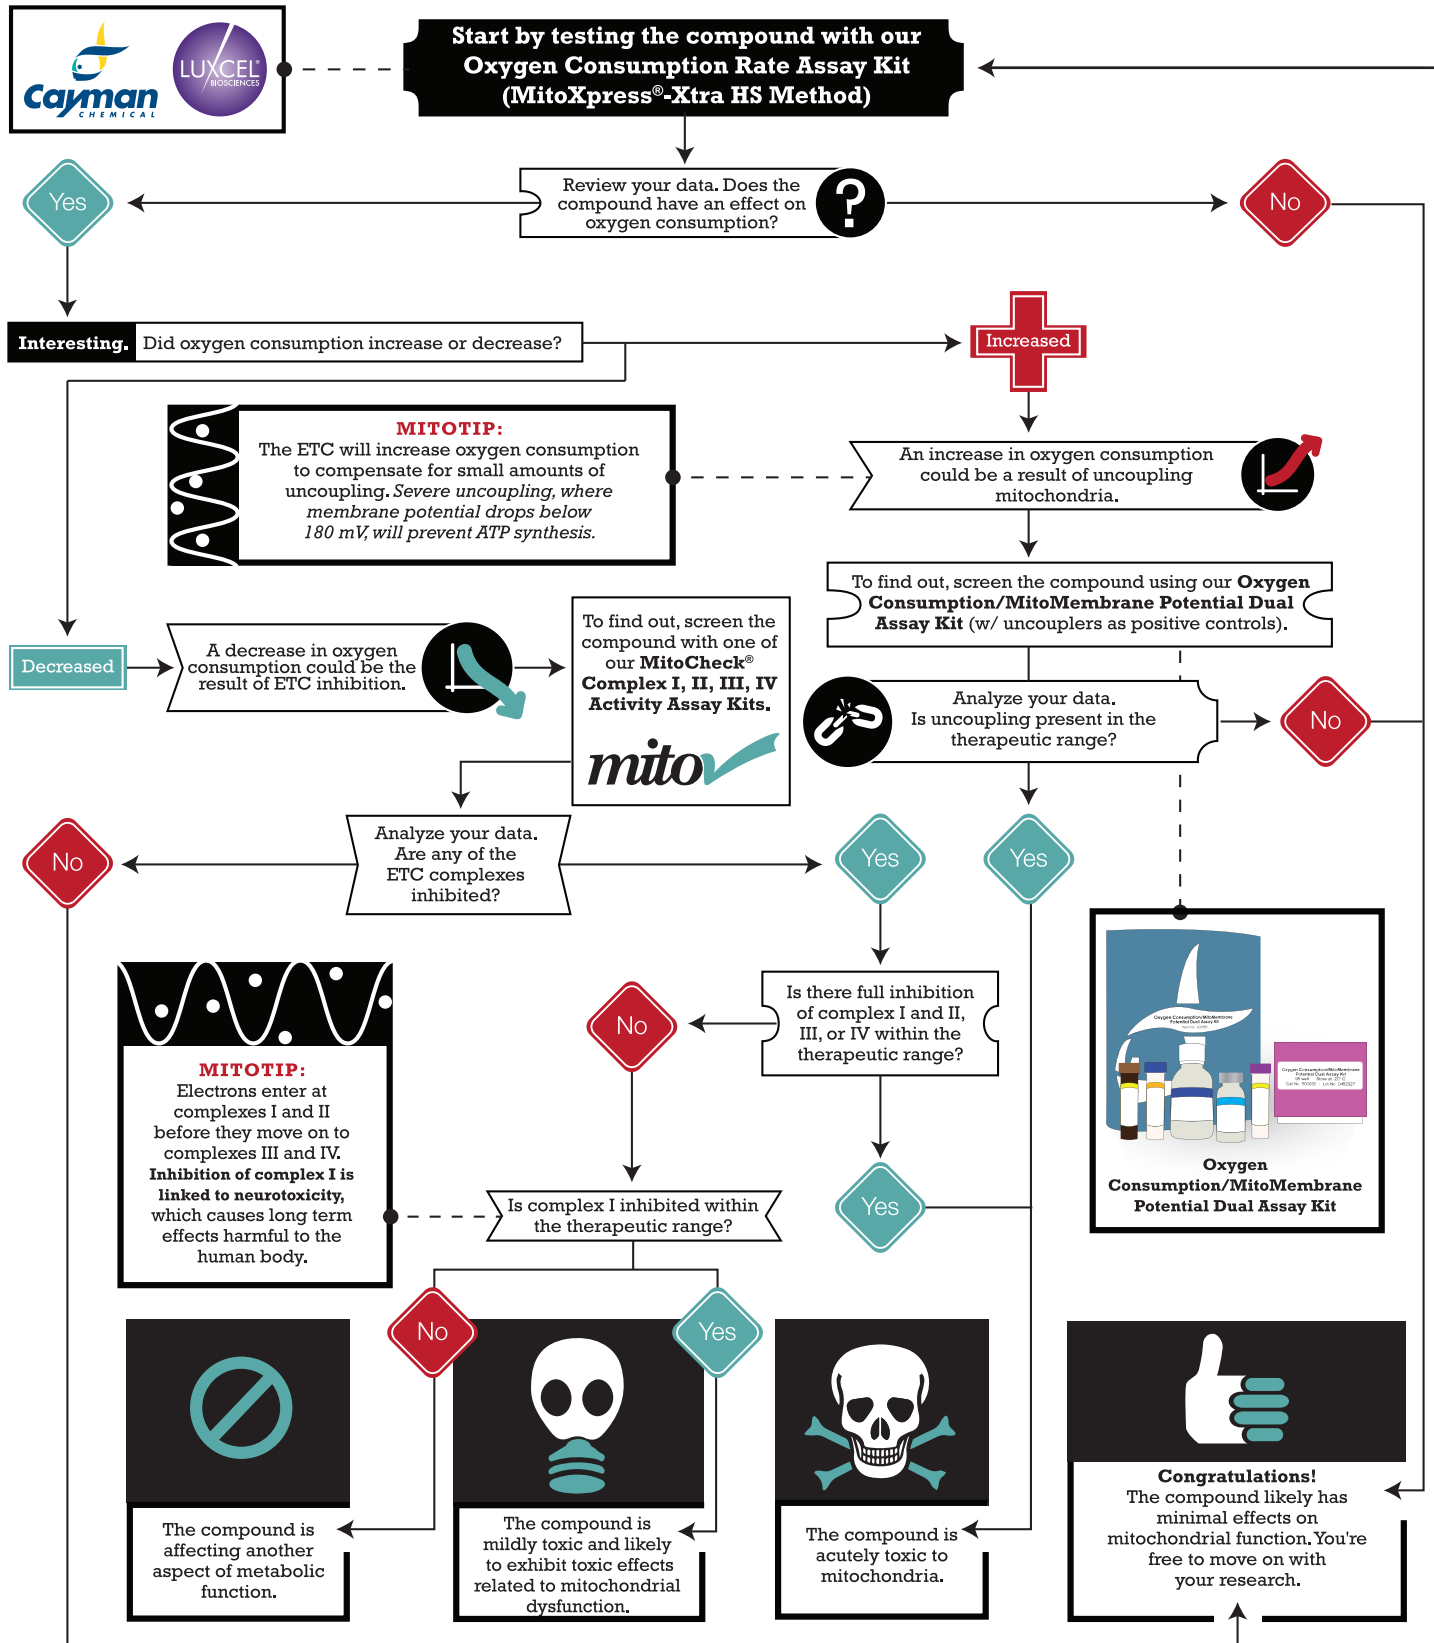 Cayman
CHEMICAL
LUXCEL®
BIOSCIENCES
Start by testing the compound with our
Oxygen Consumption Rate Assay Kit
(MitoXpress®-Xtra HS Method)
Yes
Review your data. Does the
compound have an effect on
oxygen consumption?
?
No
Interesting. Did oxygen consumption increase or decrease?
Increased
MITOTIP:
The ETC will increase oxygen consumption
to compensate for small amounts of
uncoupling. Severe uncoupling, where
membrane potential drops below
180 mV, will prevent ATP synthesis.
An increase in oxygen consumption
could be a result of uncoupling
mitochondria.
To find out, screen the compound using our Oxygen
Consumption/MitoMembrane Potential Dual
Assay Kit (w/ uncouplers as positive controls).
Decreased
A decrease in oxygen
consumption could be the
result of ETC inhibition.
To find out, screen the
compound with one of
our MitoCheck®
Complex I, II, III, IV
Activity Assay Kits.
mito
Analyze your data.
Is uncoupling present in the
therapeutic range?
No
No
Analyze your data.
Are any of the
ETC complexes
inhibited?
Yes
Yes
Is there full inhibition
of complex I and II,
III, or IV within the
therapeutic range?
No
MITOTIP:
Electrons enter at
complexes I and II
before they move on to
complexes III and IV.
Inhibition of complex I is
linked to neurotoxicity,
which causes long term
effects harmful to the
human body.
Yes
Is complex I inhibited within
the therapeutic range?
Oxygen Consumption/MitoMembrane
Potential Dual Assay Kit
Oxygen Consumption/MitoMembrane
Potential Dual Assay Kit
Oxygen
Consumption/MitoMembrane
Potential Dual Assay Kit
No
Yes
The compound is
affecting another
aspect of metabolic
function.
The compound is
mildly toxic and likely
to exhibit toxic effects
related to mitochondrial
dysfunction.
The compound is
acutely toxic to
mitochondria.
Congratulations!
The compound likely has
minimal effects on
mitochondrial function. You're
free to move on with
your research.